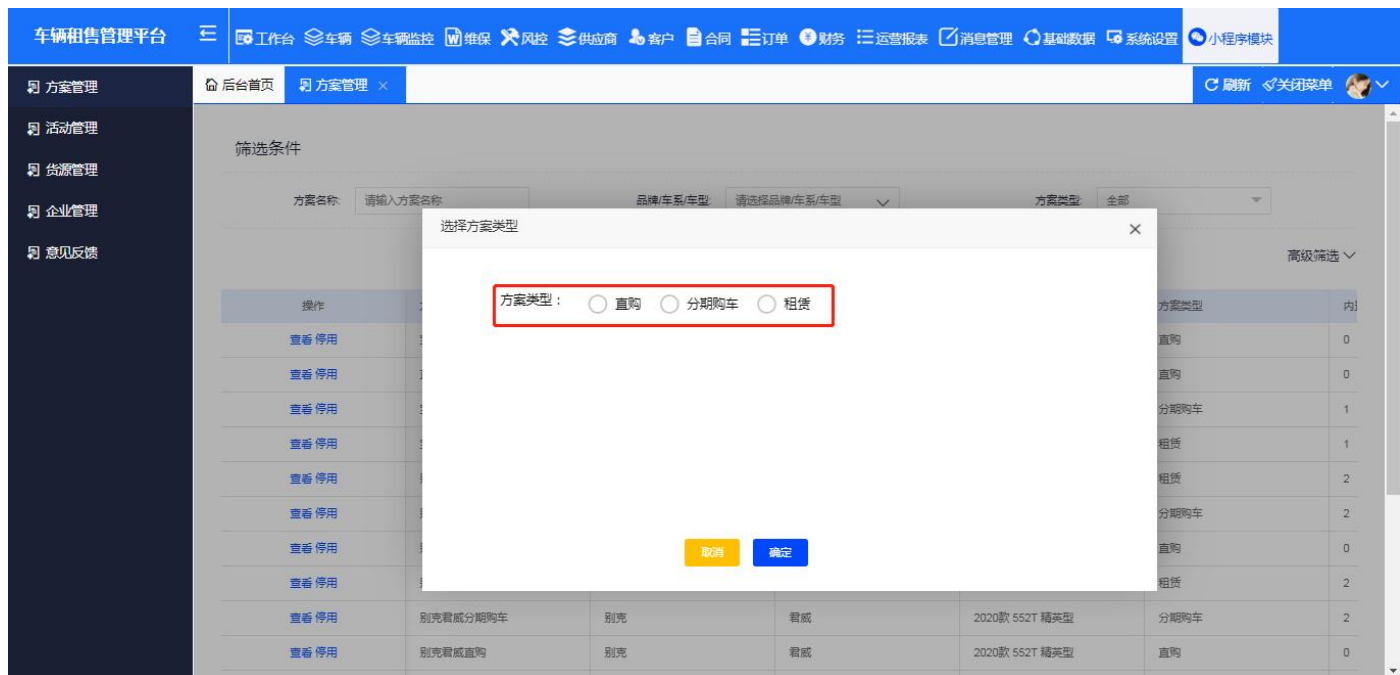 车辆租售管理平台
工作台 车辆 车辆监控 维保 风控 供应商 客户 合同 订单 财务 运营报表 消息管理 基础数据 系统设置 小程序模块
方案管理
活动管理
货源管理
企业管理
意见反馈
后台首页 方案管理 × 刷新 关闭菜单
筛选条件
方案名称: 请输入方案名称 品牌/车系/车型: 请选择品牌/车系/车型 方案类型: 全部
高级筛选
选择方案类型 ×
方案类型： 直购 分期购车 租赁
取消 确定
操作 方案类型
查看 停用 直购 0
查看 停用 直购 0
查看 停用 分期购车 1
查看 停用 租赁 1
查看 停用 租赁 2
查看 停用 分期购车 2
查看 停用 直购 0
查看 停用 租赁 2
查看 停用 别克君威分期购车 别克 君威 2020款 552T 精英型 分期购车 2
查看 停用 别克君威直购 别克 君威 2020款 552T 精英型 直购 0